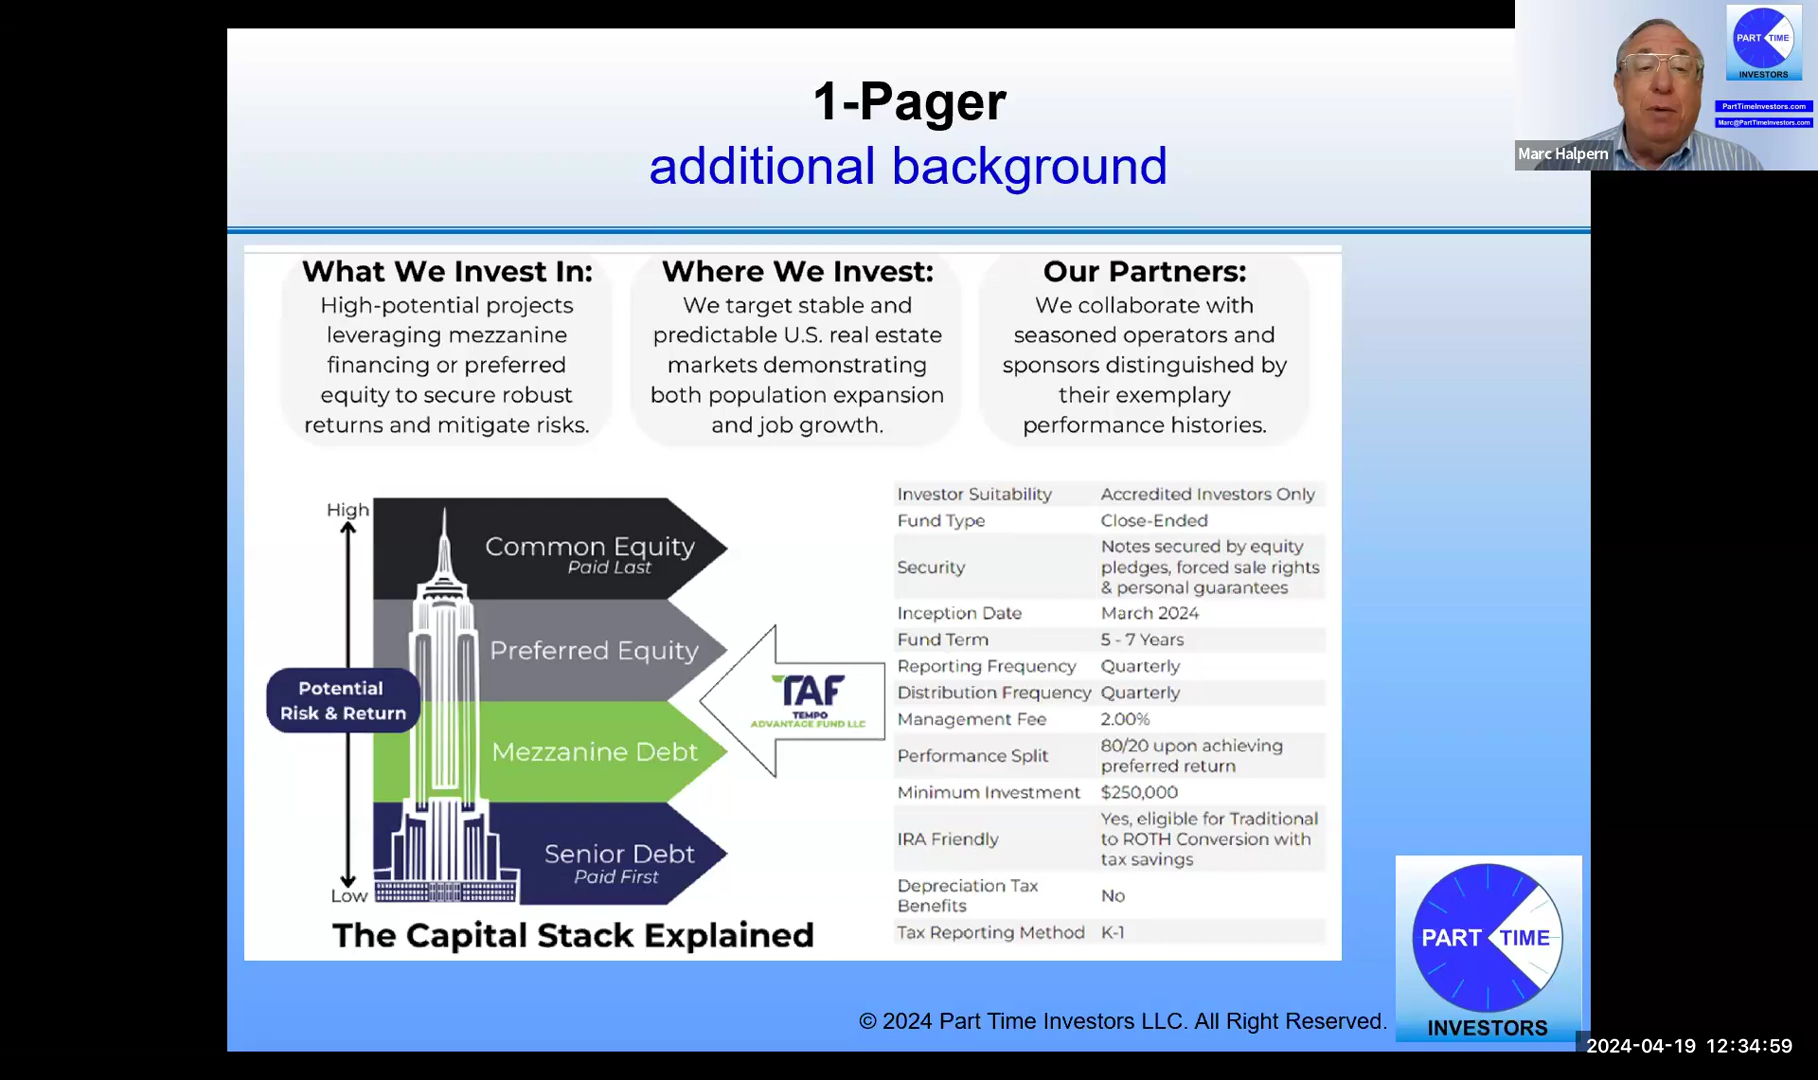 1-Pager
additional background
PART TIME
INVESTORS
PartTimeInvestors.com
Marc@PartTimeInvestors.com
Marc Halpern
What We Invest In:
High-potential projects
leveraging mezzanine
financing or preferred
equity to secure robust
returns and mitigate risks.
Where We Invest:
We target stable and
predictable U.S. real estate
markets demonstrating
both population expansion
and job growth.
Our Partners:
We collaborate with
seasoned operators and
sponsors distinguished by
their exemplary
performance histories.
High
Potential
Risk & Return
Low
Common Equity
Paid Last
Preferred Equity
Mezzanine Debt
Senior Debt
Paid First
The Capital Stack Explained
TAF
TEMPO
ADVANTAGE FUND LLC
Investor Suitability Accredited Investors Only
Fund Type Close-Ended
Security Notes secured by equity
pledges, forced sale rights
& personal guarantees
Inception Date March 2024
Fund Term 5 - 7 Years
Reporting Frequency Quarterly
Distribution Frequency Quarterly
Management Fee 2.00%
Performance Split 80/20 upon achieving
preferred return
Minimum Investment $250,000
IRA Friendly Yes, eligible for Traditional
to ROTH Conversion with
tax savings
Depreciation Tax
Benefits No
Tax Reporting Method K-1
PART TIME
INVESTORS
© 2024 Part Time Investors LLC. All Right Reserved.
2024-04-19 12:34:59